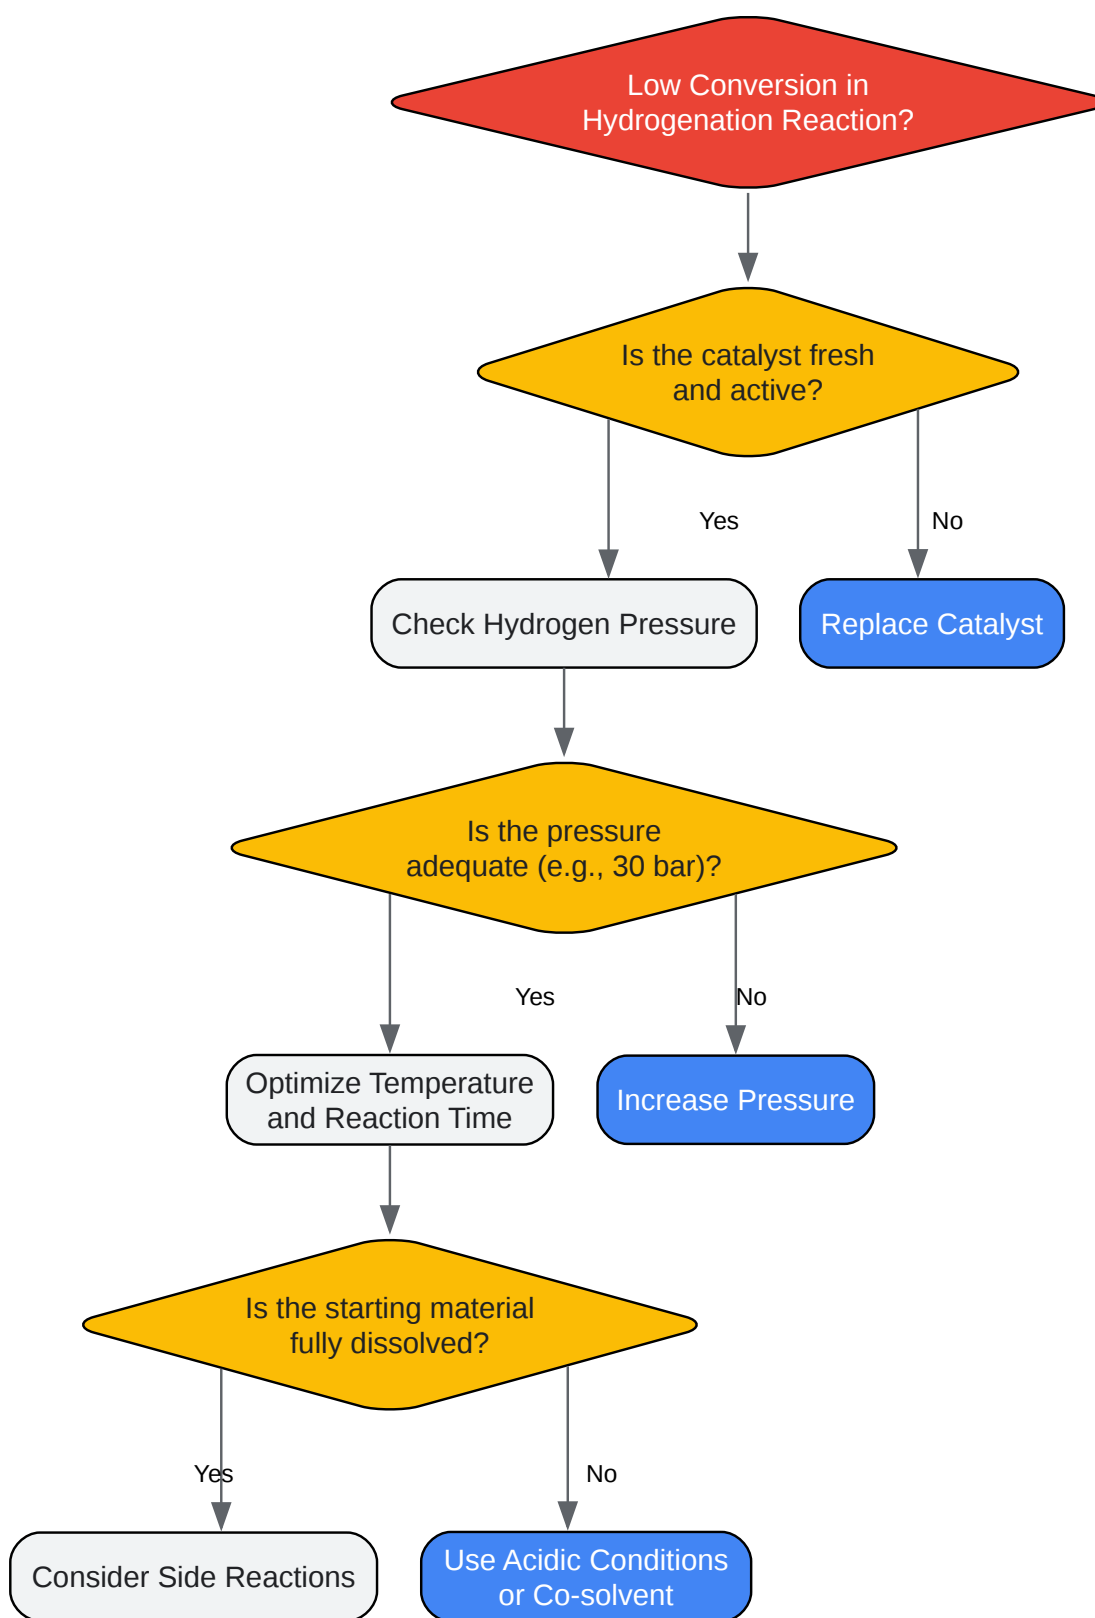 Low Conversion in
Hydrogenation Reaction?
Is the catalyst fresh
and active?
Yes
No
Check Hydrogen Pressure
Replace Catalyst
Is the pressure
adequate (e.g., 30 bar)?
Yes
No
Optimize Temperature
and Reaction Time
Increase Pressure
Is the starting material
fully dissolved?
Yes
No
Consider Side Reactions
Use Acidic Conditions
or Co-solvent